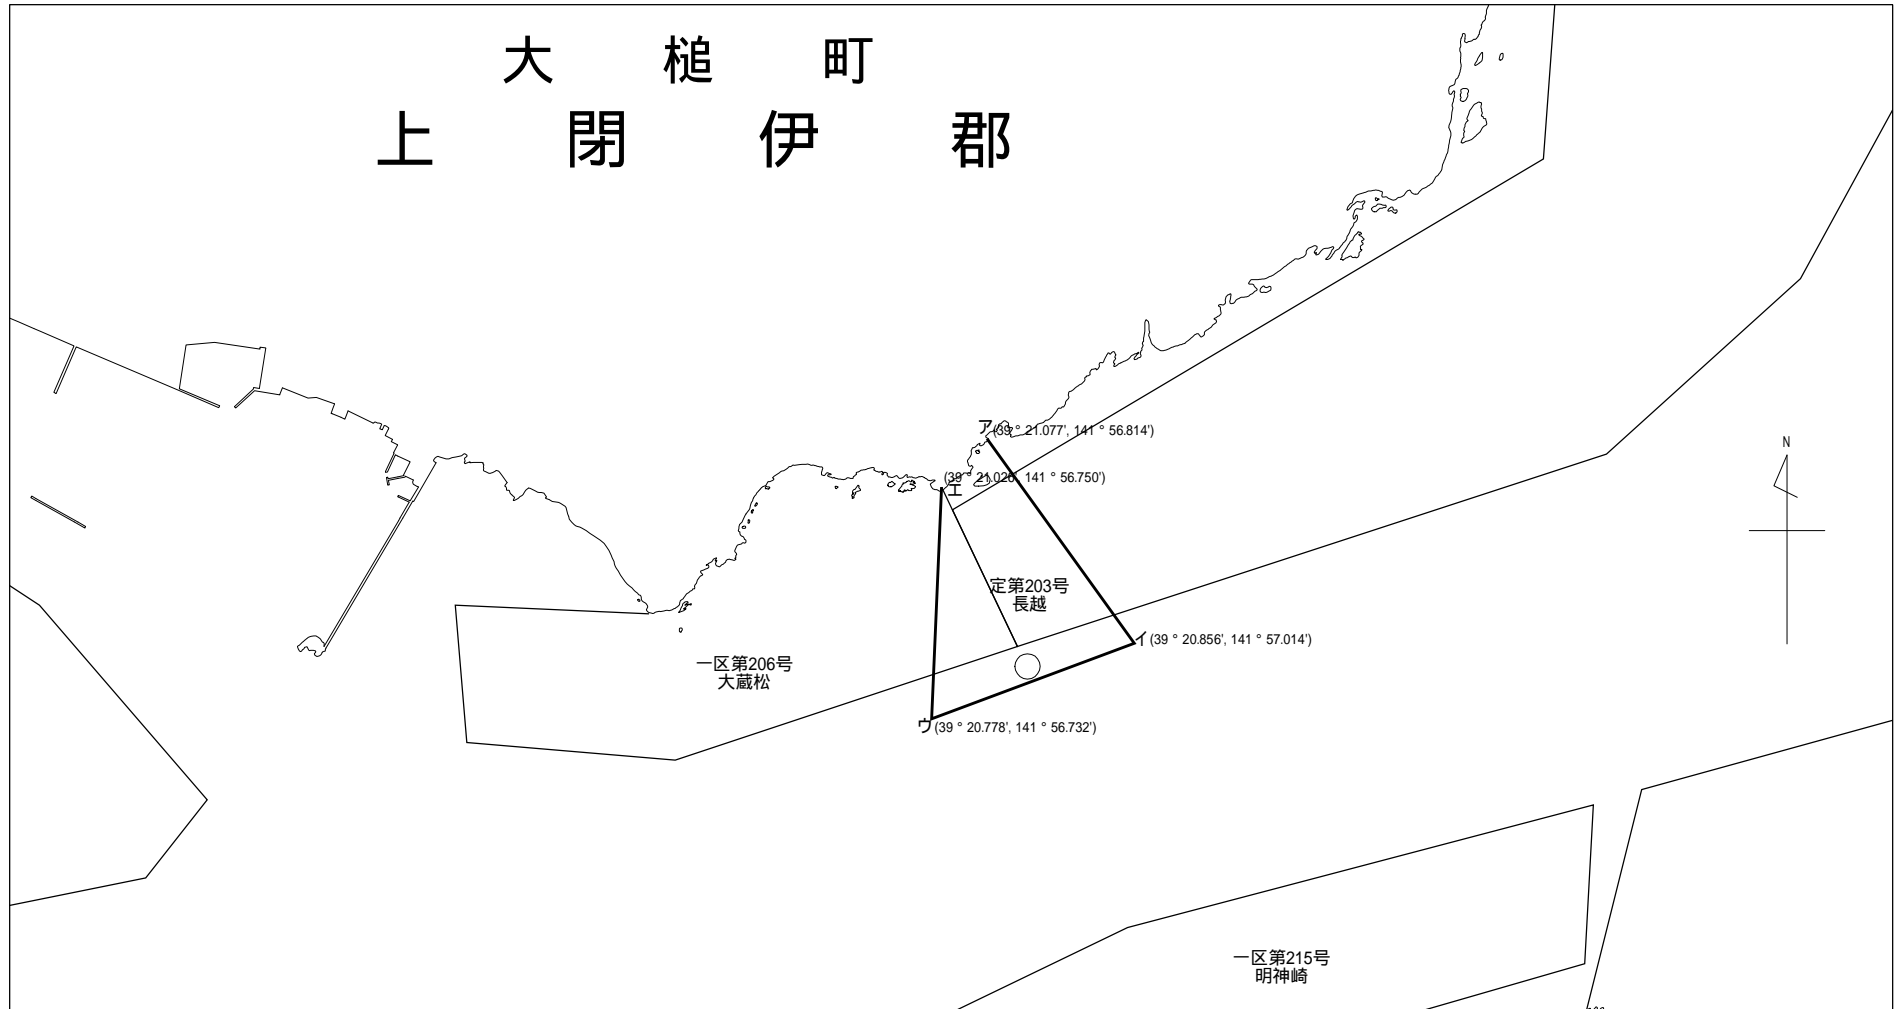 大槌町
上閉伊郡
ア(39 ° 21.077', 141 ° 56.814')
(39 ° 21.026', 141 ° 56.750')
エ
N
定第203号
長越
イ(39 ° 20.856', 141 ° 57.014')
一区第206号
大蔵松
ウ(39 ° 20.778', 141 ° 56.732')
一区第215号
明神崎